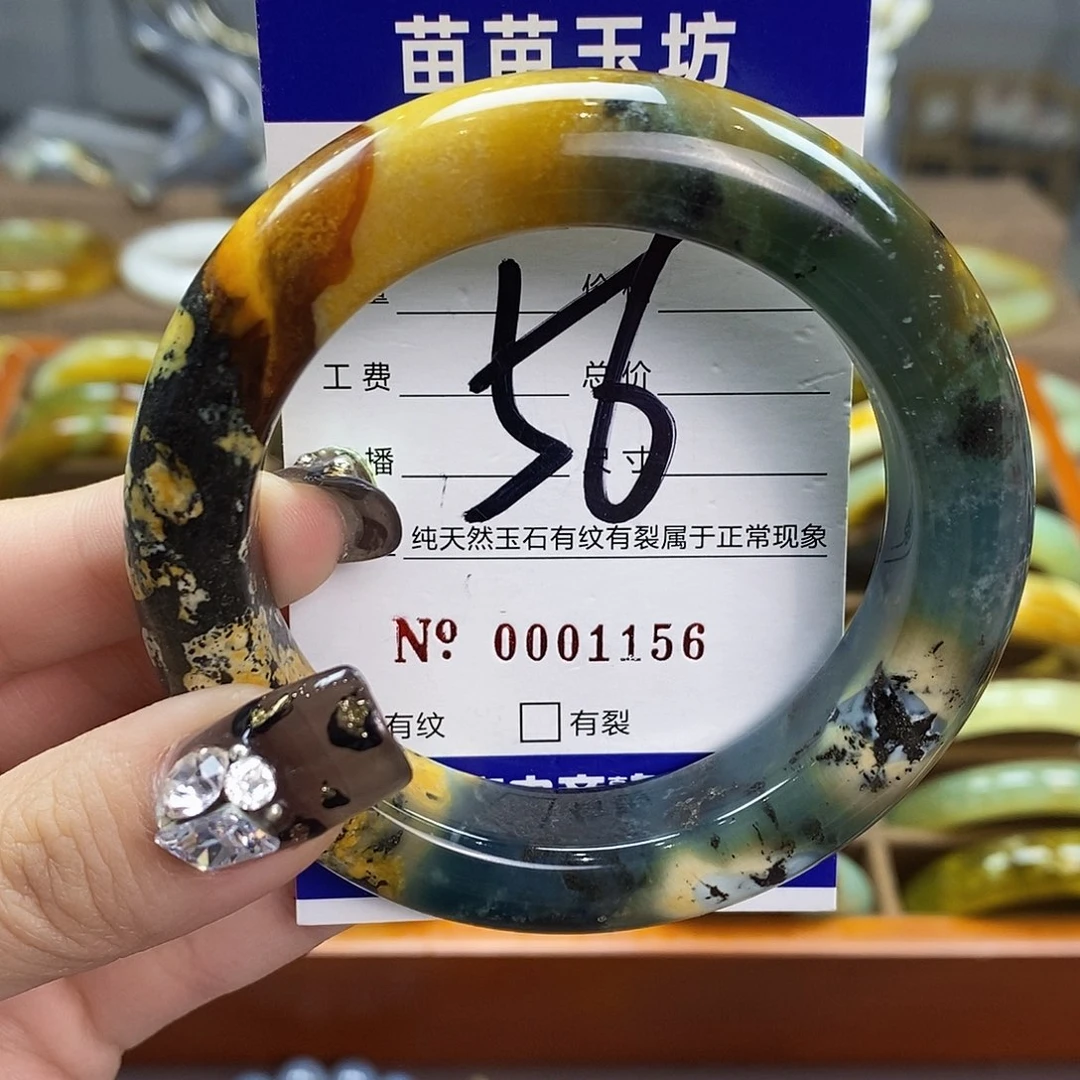 苗苗玉坊
价
工费 总价
播 尺寸
56
纯天然玉石有纹有裂属于正常现象
Nº 0001156
有纹 有裂